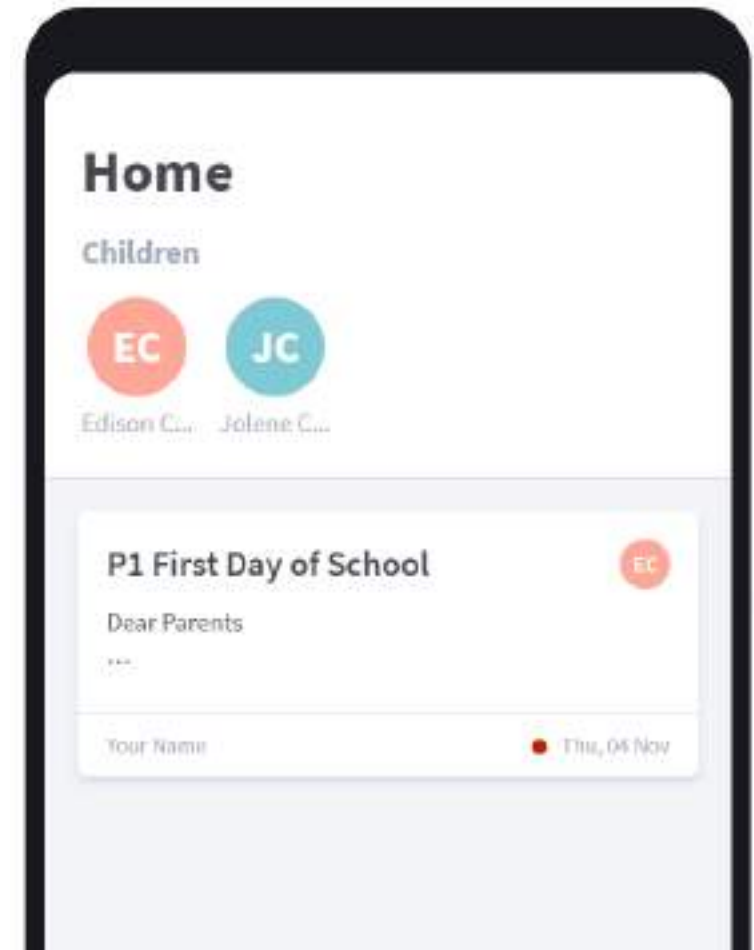 Home
Children
EC JC
Edison C... Jolene C...
P1 First Day of School EC
Dear Parents
...
Your Name Thu, 04 Nov